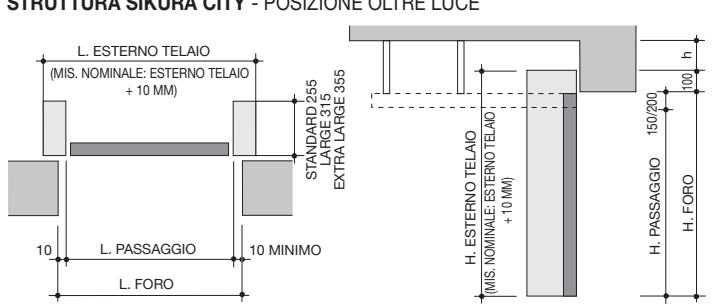 STRUTTURA SIKURA CITY - POSIZIONE OLTRE LUCE
L. ESTERNO TELAIO
(MIS. NOMINALE: ESTERNO TELAIO
+ 10 MM)
STANDARD 255
LARGE 315
EXTRA LARGE 355
10
L. PASSAGGIO
10 MINIMO
L. FORO
H. ESTERNO TELAIO
(MIS. NOMINALE: ESTERNO TELAIO
+ 10 MM)
h
100
150/200
H. PASSAGGIO
H. FORO